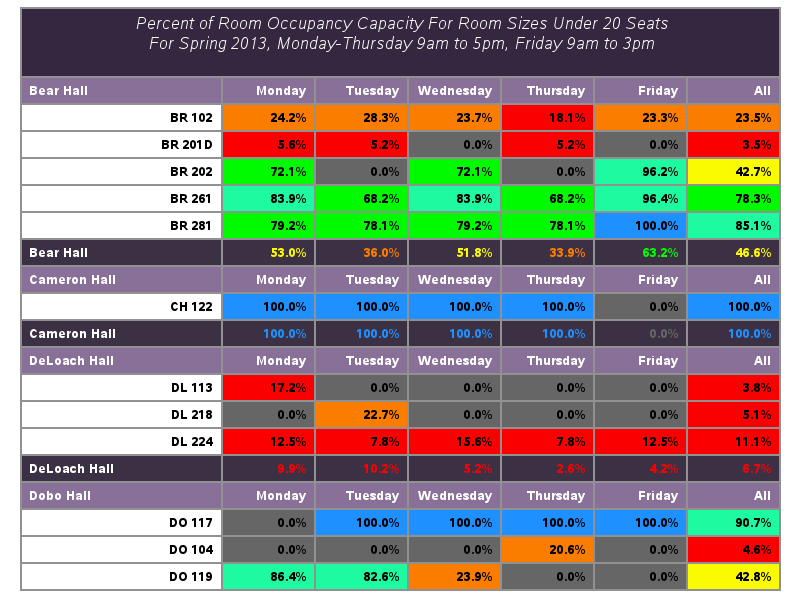 Percent of Room Occupancy Capacity For Room Sizes Under 20 Seats
For Spring 2013, Monday-Thursday 9am to 5pm, Friday 9am to 3pm
Bear Hall Monday Tuesday Wednesday Thursday Friday All
BR 102 24.2% 28.3% 23.7% 18.1% 23.3% 23.5%
BR 201D 5.6% 5.2% 0.0% 5.2% 0.0% 3.5%
BR 202 72.1% 0.0% 72.1% 0.0% 96.2% 42.7%
BR 261 83.9% 68.2% 83.9% 68.2% 96.4% 78.3%
BR 281 79.2% 78.1% 79.2% 78.1% 100.0% 85.1%
Bear Hall 53.0% 36.0% 51.8% 33.9% 63.2% 46.6%
Cameron Hall Monday Tuesday Wednesday Thursday Friday All
CH 122 100.0% 100.0% 100.0% 100.0% 0.0% 100.0%
Cameron Hall 100.0% 100.0% 100.0% 100.0% 0.0% 100.0%
DeLoach Hall Monday Tuesday Wednesday Thursday Friday All
DL 113 17.2% 0.0% 0.0% 0.0% 0.0% 3.8%
DL 218 0.0% 22.7% 0.0% 0.0% 0.0% 5.1%
DL 224 12.5% 7.8% 15.6% 7.8% 12.5% 11.1%
DeLoach Hall 9.9% 10.2% 5.2% 2.6% 4.2% 6.7%
Dobo Hall Monday Tuesday Wednesday Thursday Friday All
DO 117 0.0% 100.0% 100.0% 100.0% 100.0% 90.7%
DO 104 0.0% 0.0% 0.0% 20.6% 0.0% 4.6%
DO 119 86.4% 82.6% 23.9% 0.0% 0.0% 42.8%